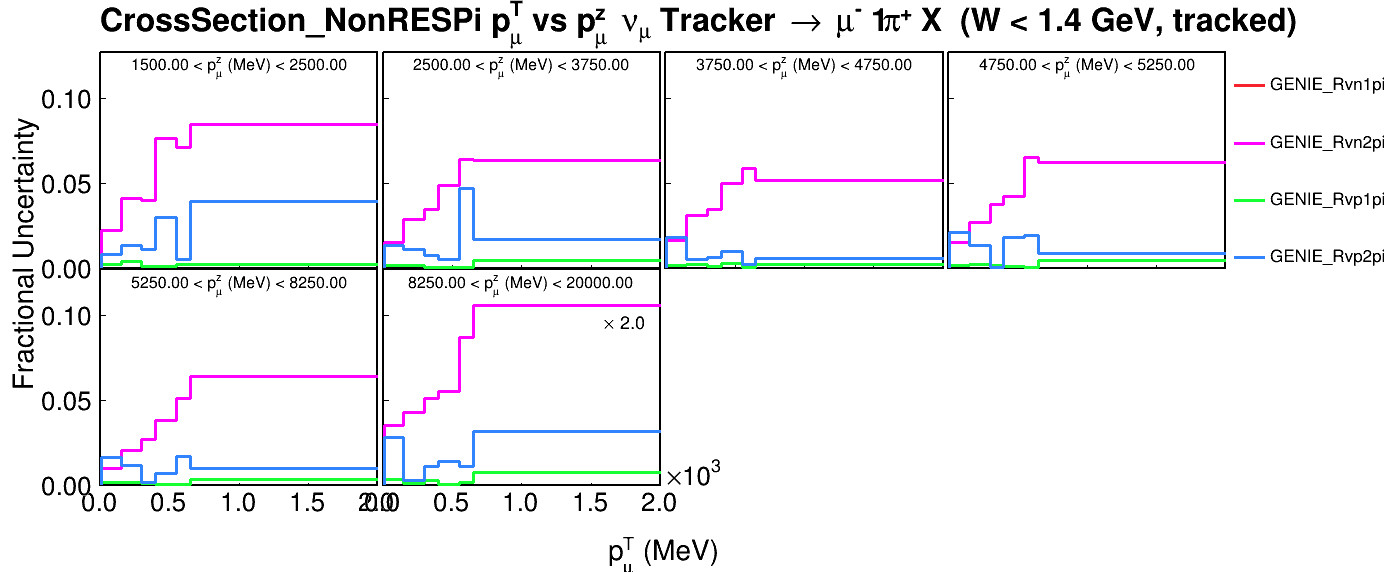 CrossSection_NonRESPi p_μ^T vs p_μ^z ν_μ Tracker → μ^- 1π^+ X (W < 1.4 GeV, tracked)
1500.00 < p_μ^z (MeV) < 2500.00
2500.00 < p_μ^z (MeV) < 3750.00
3750.00 < p_μ^z (MeV) < 4750.00
4750.00 < p_μ^z (MeV) < 5250.00
GENIE_Rvn1pi
GENIE_Rvn2pi
GENIE_Rvp1pi
GENIE_Rvp2pi
Fractional Uncertainty
0.10
0.05
0.00
5250.00 < p_μ^z (MeV) < 8250.00
8250.00 < p_μ^z (MeV) < 20000.00
× 2.0
0.10
0.05
0.00
0.0 0.5 1.0 1.5 2.0
0.0 0.5 1.0 1.5 2.0
×10^3
p_μ^T (MeV)